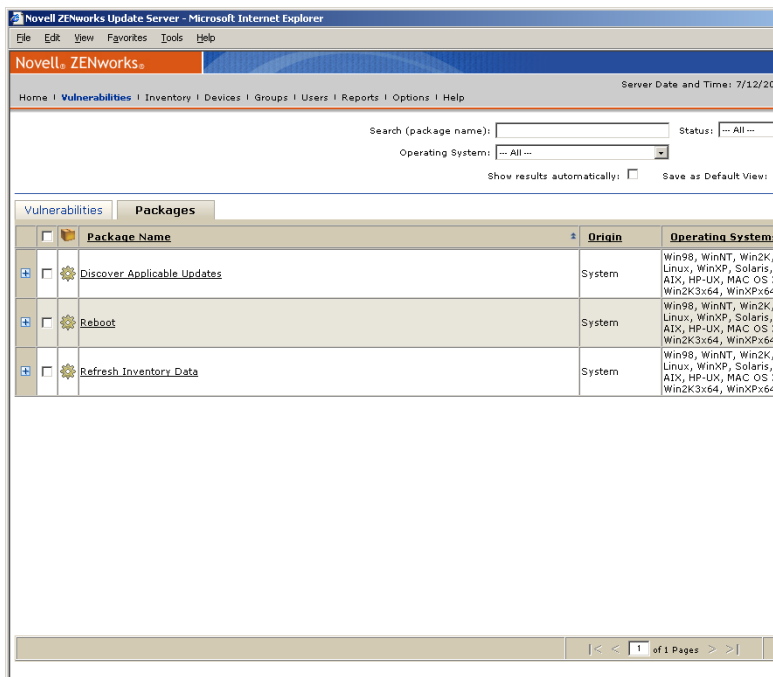 Novell ZENworks Update Server - Microsoft Internet Explorer
File Edit View Favorites Tools Help
Novell® ZENworks®
Server Date and Time: 7/12/20
Home | Vulnerabilities | Inventory | Devices | Groups | Users | Reports | Options | Help
Search (package name): Status: --- All ---
Operating System: --- All ---
Show results automatically: Save as Default View:
Vulnerabilities Packages
Package Name Origin Operating Systems
Discover Applicable Updates System Win98, WinNT, Win2K,
Linux, WinXP, Solaris,
AIX, HP-UX, MAC OS
Win2K3x64, WinXPx64
Reboot System Win98, WinNT, Win2K,
Linux, WinXP, Solaris,
AIX, HP-UX, MAC OS
Win2K3x64, WinXPx64
Refresh Inventory Data System Win98, WinNT, Win2K,
Linux, WinXP, Solaris,
AIX, HP-UX, MAC OS
Win2K3x64, WinXPx64
|< < 1 of 1 Pages > >|